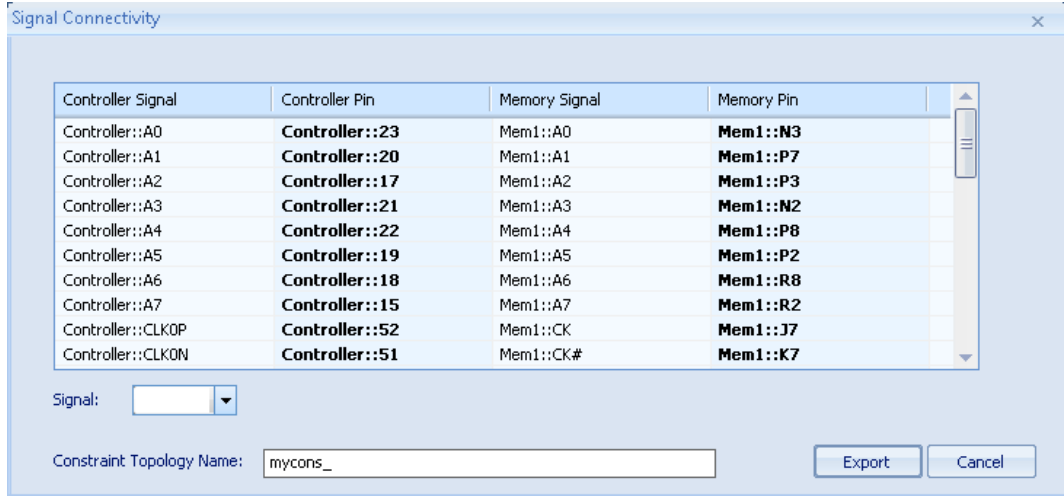 Signal Connectivity
Controller Signal Controller Pin Memory Signal Memory Pin
Controller::A0 Controller::23 Mem1::A0 Mem1::N3
Controller::A1 Controller::20 Mem1::A1 Mem1::P7
Controller::A2 Controller::17 Mem1::A2 Mem1::P3
Controller::A3 Controller::21 Mem1::A3 Mem1::N2
Controller::A4 Controller::22 Mem1::A4 Mem1::P8
Controller::A5 Controller::19 Mem1::A5 Mem1::P2
Controller::A6 Controller::18 Mem1::A6 Mem1::R8
Controller::A7 Controller::15 Mem1::A7 Mem1::R2
Controller::CLK0P Controller::52 Mem1::CK Mem1::J7
Controller::CLK0N Controller::51 Mem1::CK# Mem1::K7
Signal:
Constraint Topology Name: mycons_ Export Cancel